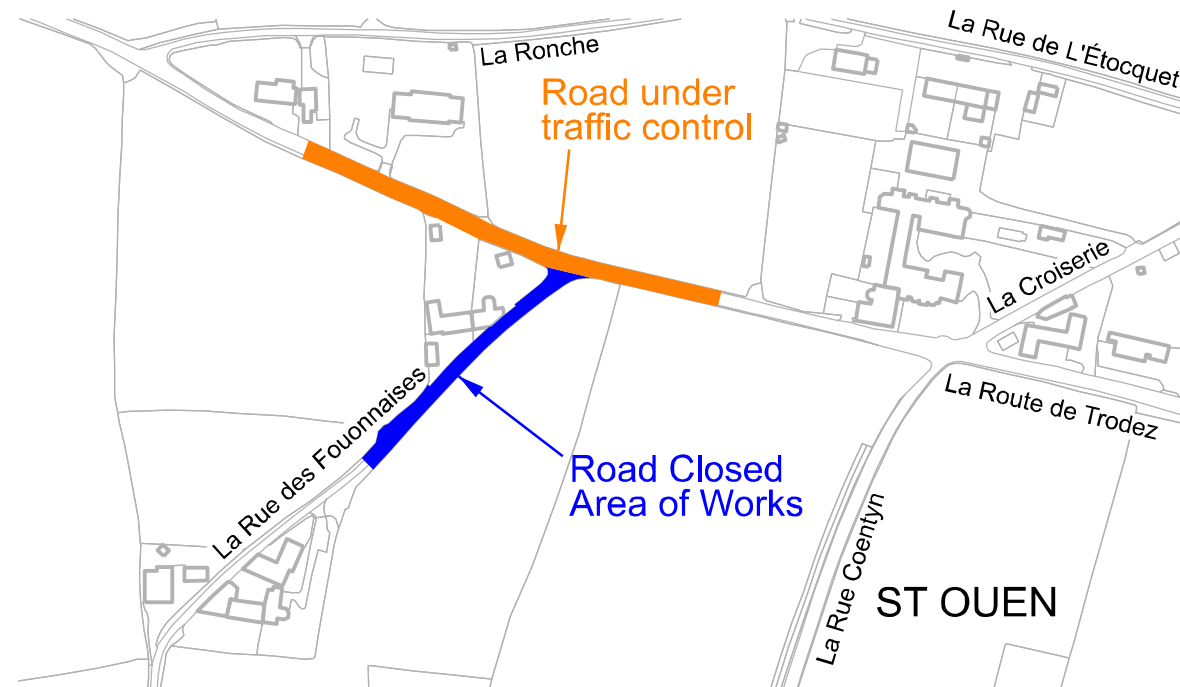 La Rue de L'Étocquet
La Ronche
Road under
traffic control
La Croiserie
La Route de Trodez
La Rue des Fouonnaises
Road Closed
Area of Works
La Rue Coentyn
ST OUEN